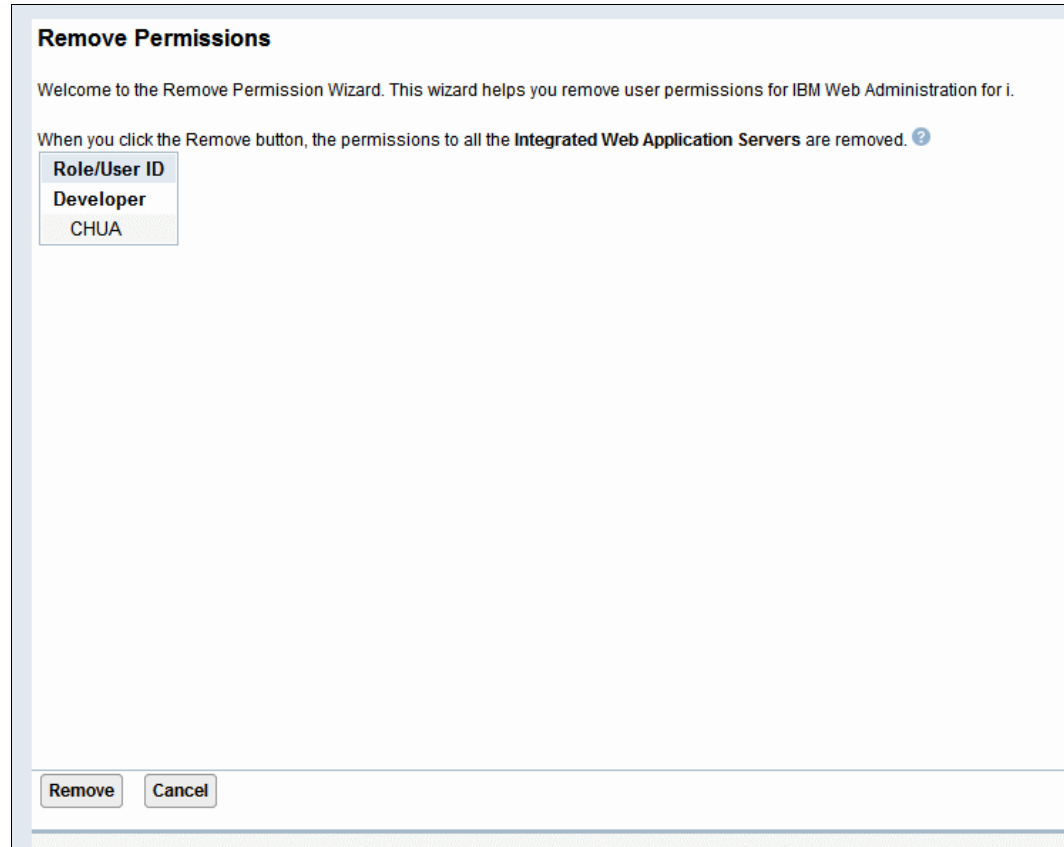 Remove Permissions
Welcome to the Remove Permission Wizard. This wizard helps you remove user permissions for IBM Web Administration for i.
When you click the Remove button, the permissions to all the Integrated Web Application Servers are removed. ?
Role/User ID
Developer
CHUA
Remove Cancel